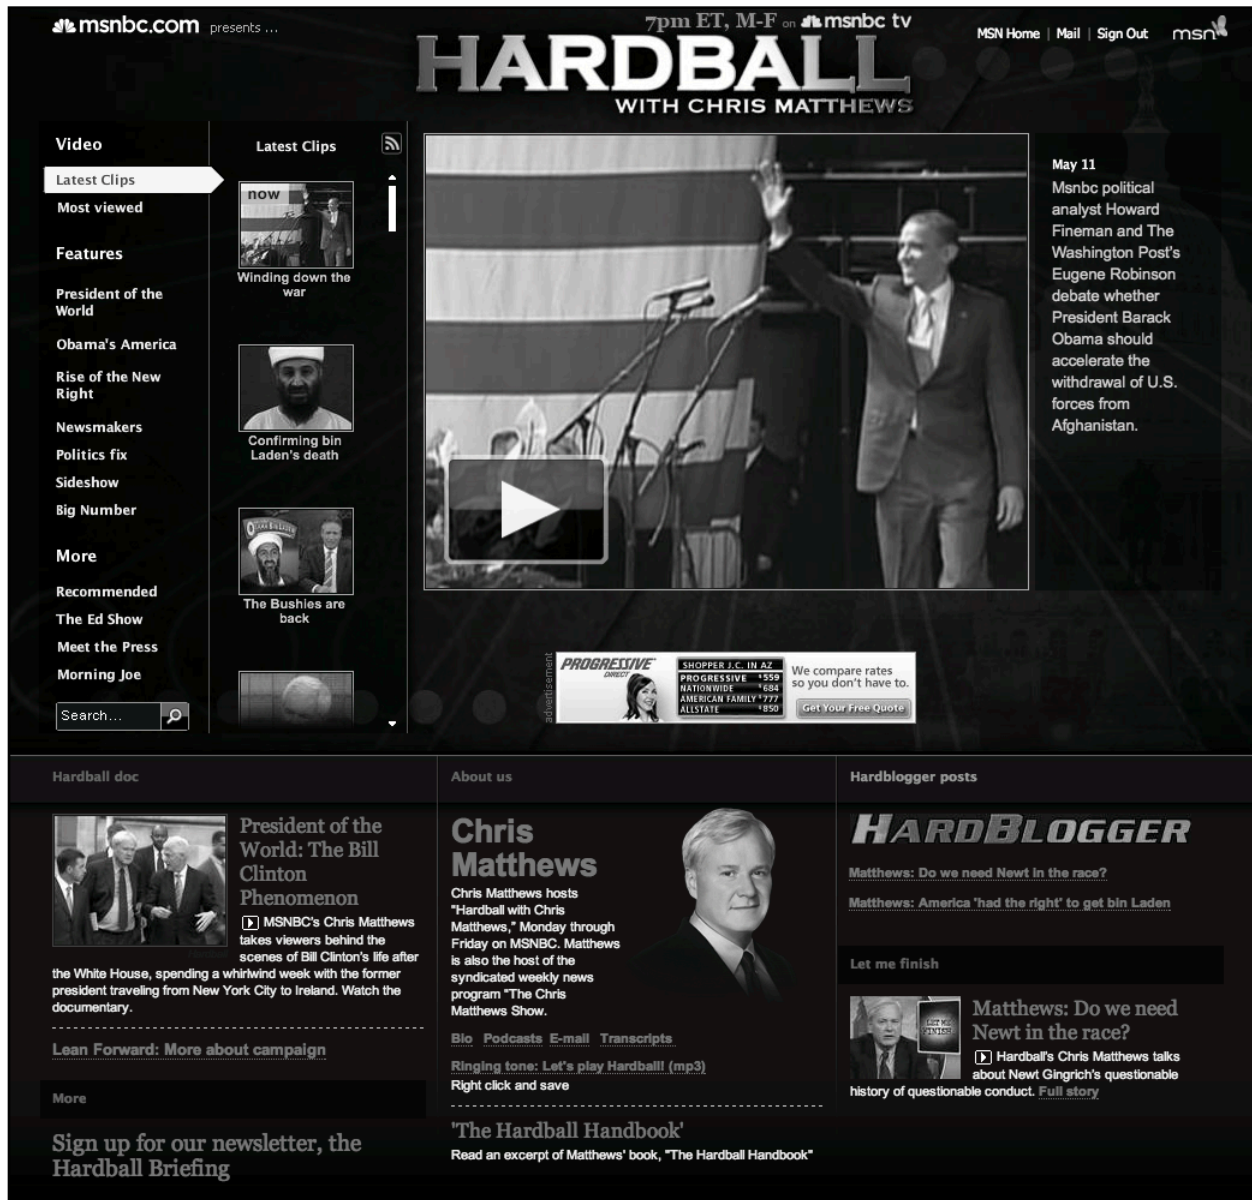 msnbc.com presents ...
7pm ET, M-F on msnbc tv
HARDBALL
WITH CHRIS MATTHEWS
MSN Home | Mail | Sign Out msn
Video
Latest Clips
Most viewed
Features
President of the
World
Obama's America
Rise of the New
Right
Newsmakers
Politics fix
Sideshow
Big Number
More
Recommended
The Ed Show
Meet the Press
Morning Joe
Search...
Latest Clips
now
Winding down the
war
Confirming bin
Laden's death
The Bushies are
back
May 11
Msnbc political
analyst Howard
Fineman and The
Washington Post's
Eugene Robinson
debate whether
President Barack
Obama should
accelerate the
withdrawal of U.S.
forces from
Afghanistan.
advertisement
PROGRESSIVE
DIRECT
SHOPPER J.C. IN AZ
PROGRESSIVE $559
NATIONWIDE $684
AMERICAN FAMILY $777
ALLSTATE $850
We compare rates
so you don't have to.
Get Your Free Quote
Hardball doc
President of the
World: The Bill
Clinton
Phenomenon
MSNBC's Chris Matthews
takes viewers behind the
scenes of Bill Clinton's life after
the White House, spending a whirlwind week with the former
president traveling from New York City to Ireland. Watch the
documentary.
Lean Forward: More about campaign
More
Sign up for our newsletter, the
Hardball Briefing
About us
Chris
Matthews
Chris Matthews hosts
"Hardball with Chris
Matthews," Monday through
Friday on MSNBC. Matthews
is also the host of the
syndicated weekly news
program "The Chris
Matthews Show.
Bio Podcasts E-mail Transcripts
Ringing tone: Let's play Hardball! (mp3)
Right click and save
'The Hardball Handbook'
Read an excerpt of Matthews' book, "The Hardball Handbook"
Hardblogger posts
HARDBLOGGER
Matthews: Do we need Newt in the race?
Matthews: America 'had the right' to get bin Laden
Let me finish
LET ME
FINISH
Matthews: Do we need
Newt in the race?
Hardball's Chris Matthews talks
about Newt Gingrich's questionable
history of questionable conduct. Full story